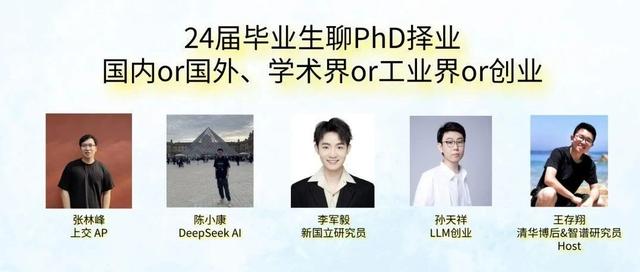 24届毕业生聊PhD择业
国内or国外、学术界or工业界or创业
张林峰
上交 AP
陈小康
DeepSeek AI
李军毅
新国立研究员
孙天祥
LLM创业
王存翔
清华博后&智谱研究员
Host